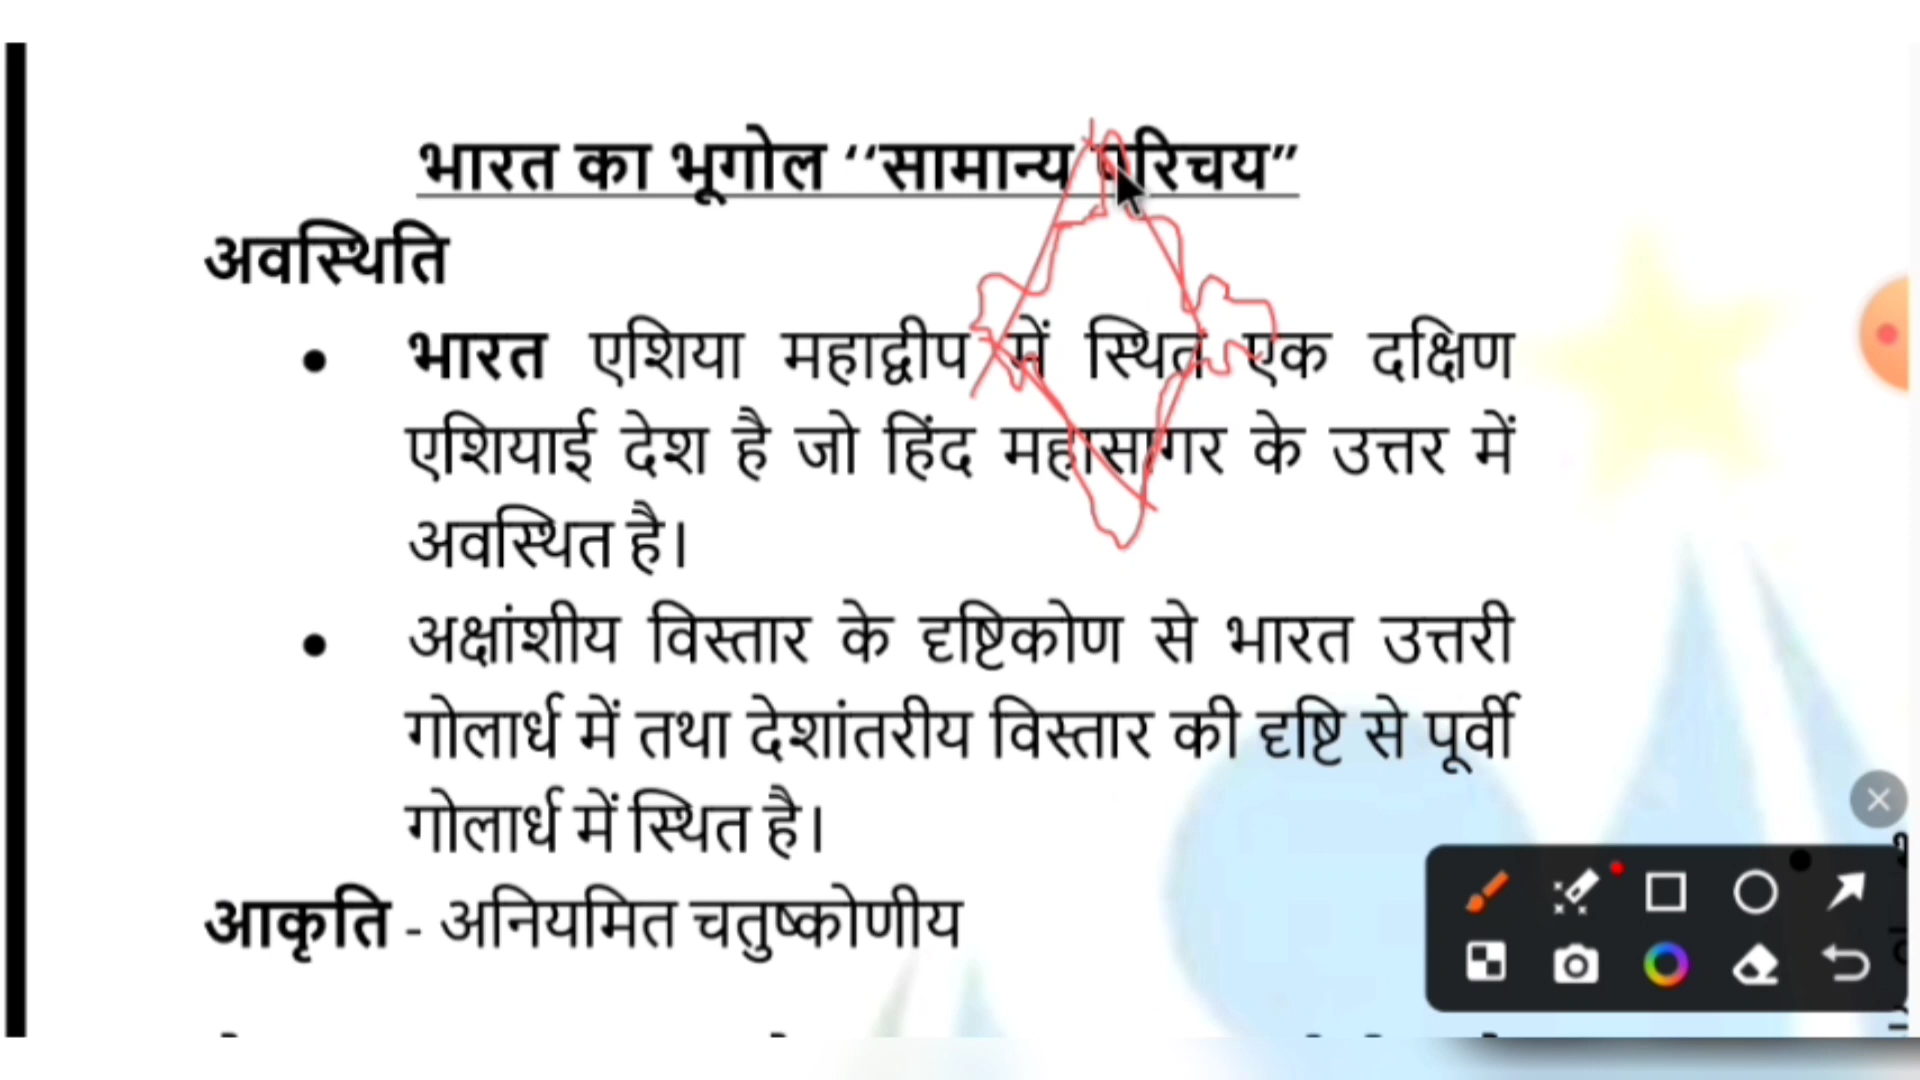 भारत का भूगोल ‘‘सामान्य परिचय”
अवस्थिति
• भारत एशिया महाद्वीप में स्थित एक दक्षिण
एशियाई देश है जो हिंद महासागर के उत्तर में
अवस्थित है।
• अक्षांशीय विस्तार के दृष्टिकोण से भारत उत्तरी
गोलार्ध में तथा देशांतरीय विस्तार की दृष्टि से पूर्वी
गोलार्ध में स्थित है।
आकृति - अनियमित चतुष्कोणीय